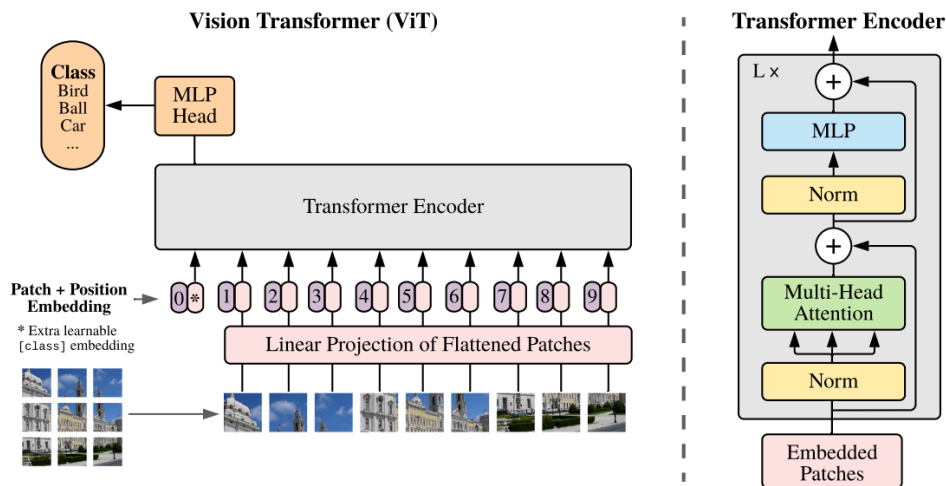 Vision Transformer (ViT)
Class
Bird
Ball
Car
...
MLP
Head
Transformer Encoder
Patch + Position
Embedding
0 * 1 2 3 4 5 6 7 8 9
* Extra learnable
[class] embedding
Linear Projection of Flattened Patches
Transformer Encoder
L ×
+
MLP
Norm
+
Multi-Head
Attention
Norm
Embedded
Patches